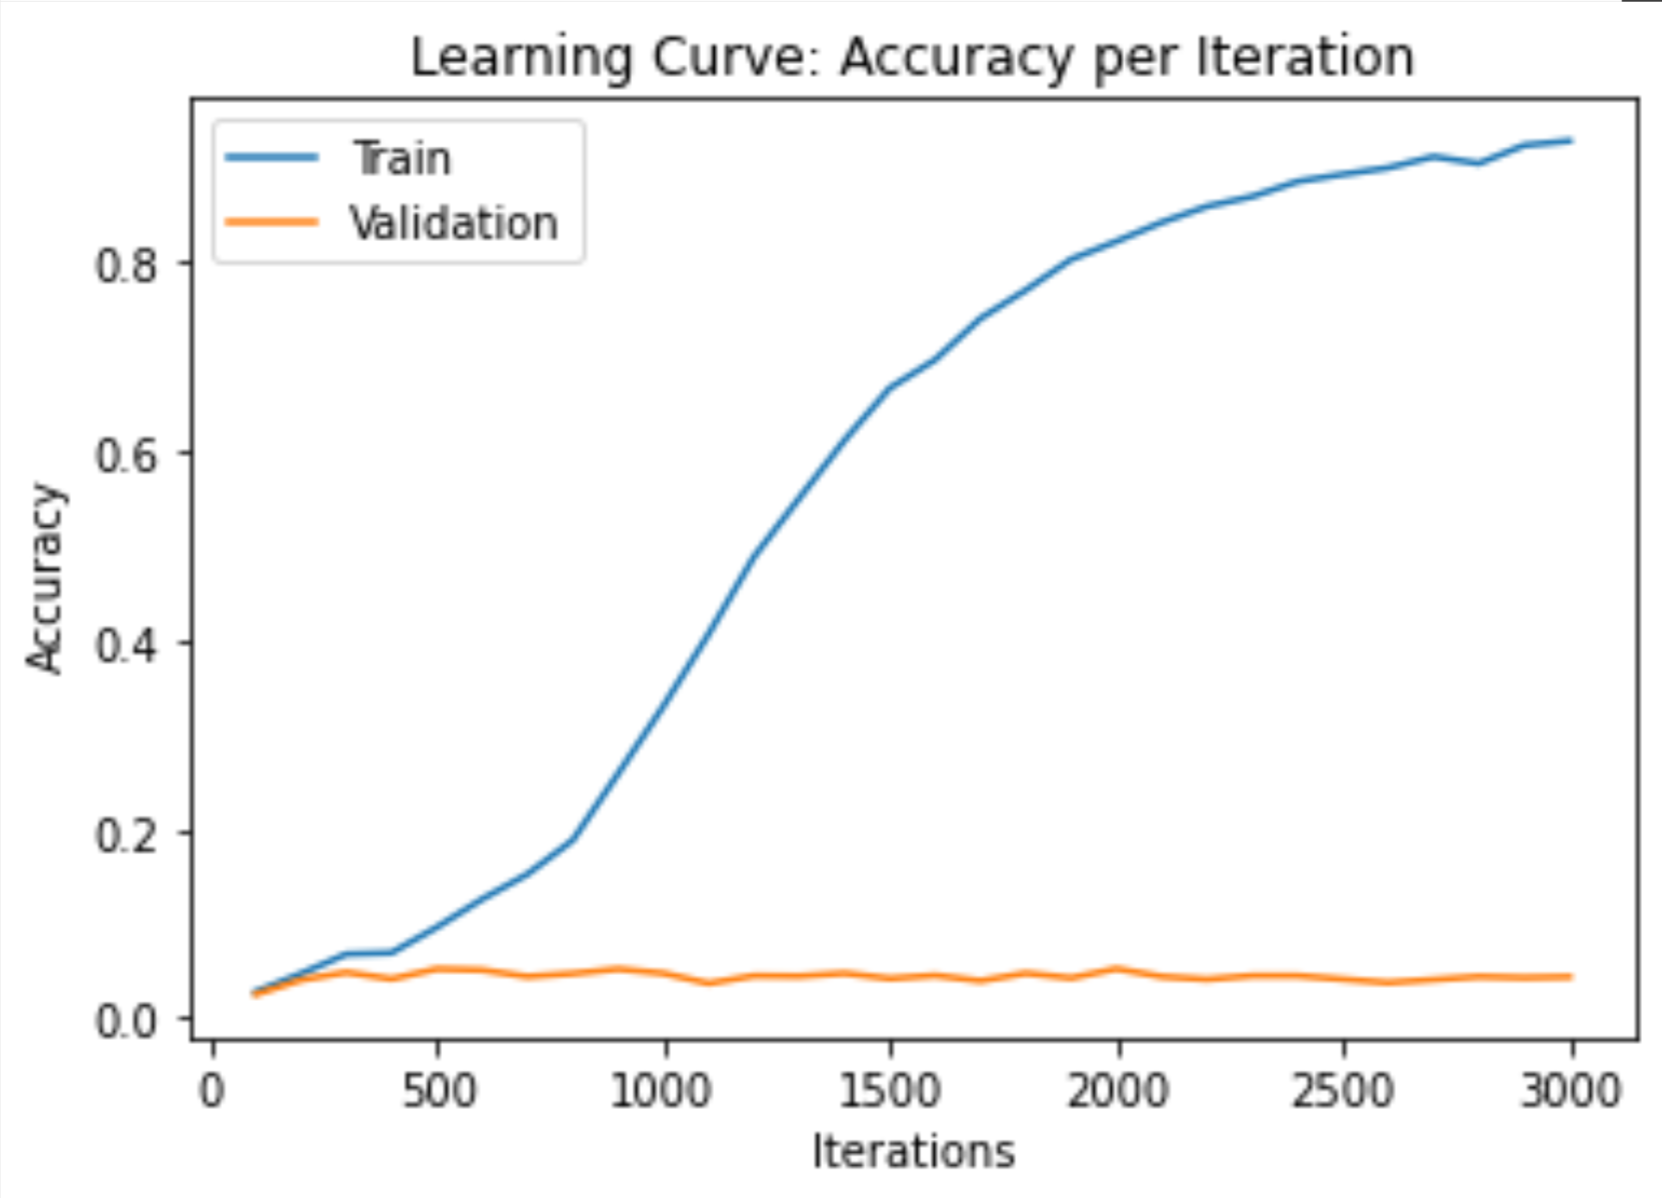 Learning Curve: Accuracy per Iteration
Train
Validation
Accuracy
0.8
0.6
0.4
0.2
0.0
0 500 1000 1500 2000 2500 3000
Iterations